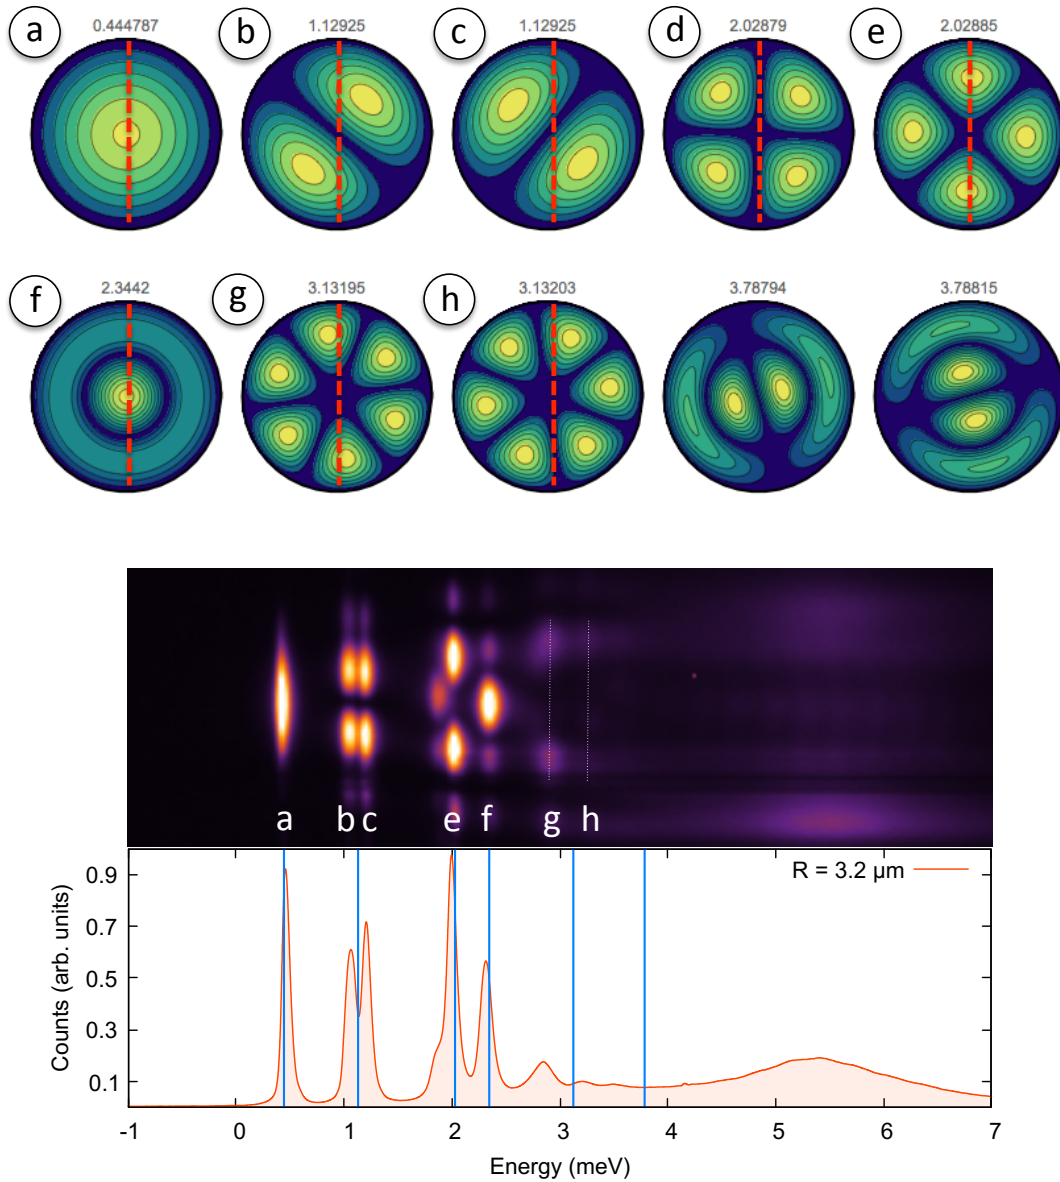 a b c d e
0.444787 1.12925 1.12925 2.02879 2.02885
f g h
2.3442 3.13195 3.13203 3.78794 3.78815
a b c e f g h
R = 3.2 µm
0.9
0.7
0.5
0.3
0.1
Counts (arb. units)
-1 0 1 2 3 4 5 6 7
Energy (meV)